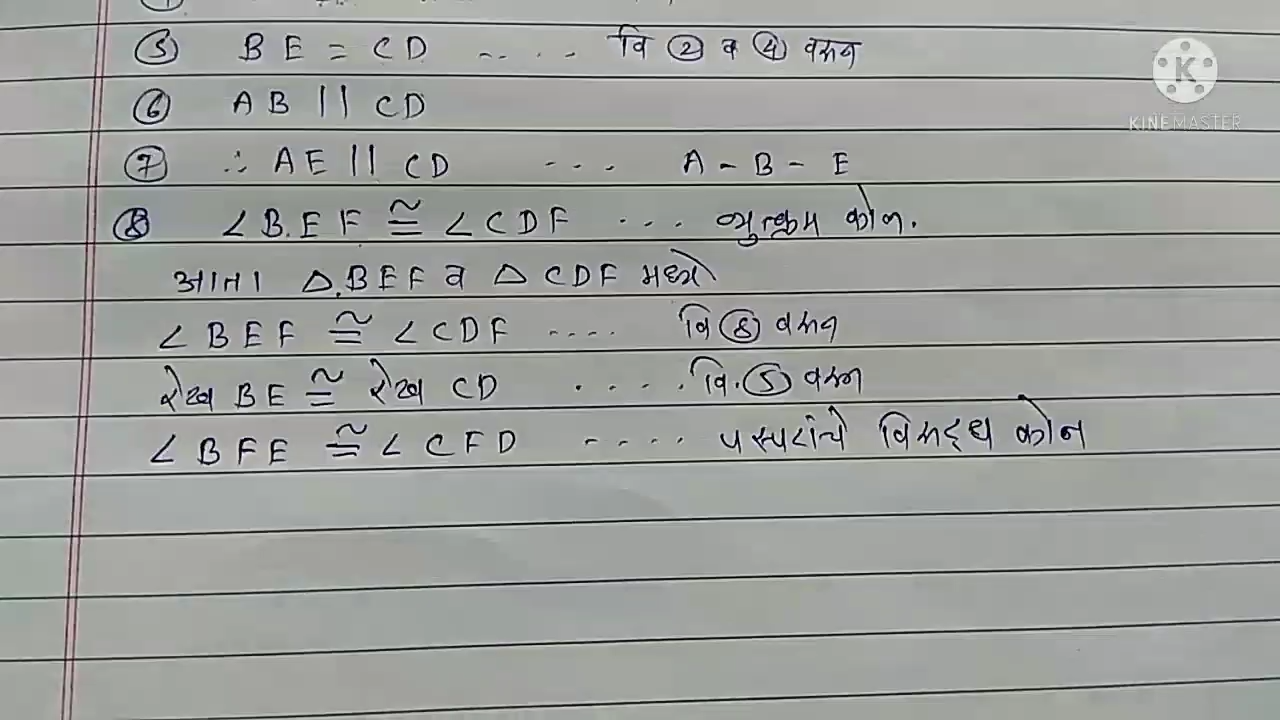 ⑤ BE = CD .... वि ② व ④ वरून
K
⑥ AB || CD
KINEMASTER
⑦ ∴ AE || CD ... A - B - E
⑧ ∠BEF ≅ ∠CDF ... व्युत्क्रम कोन.
आता △BEF व △CDF मध्ये
∠BEF ≅ ∠CDF .... वि ⑧ वरून
रेख BE ≅ रेख CD .... वि. ⑤ वरून
∠BFE ≅ ∠CFD .... परस्परांचे विरुद्ध कोन